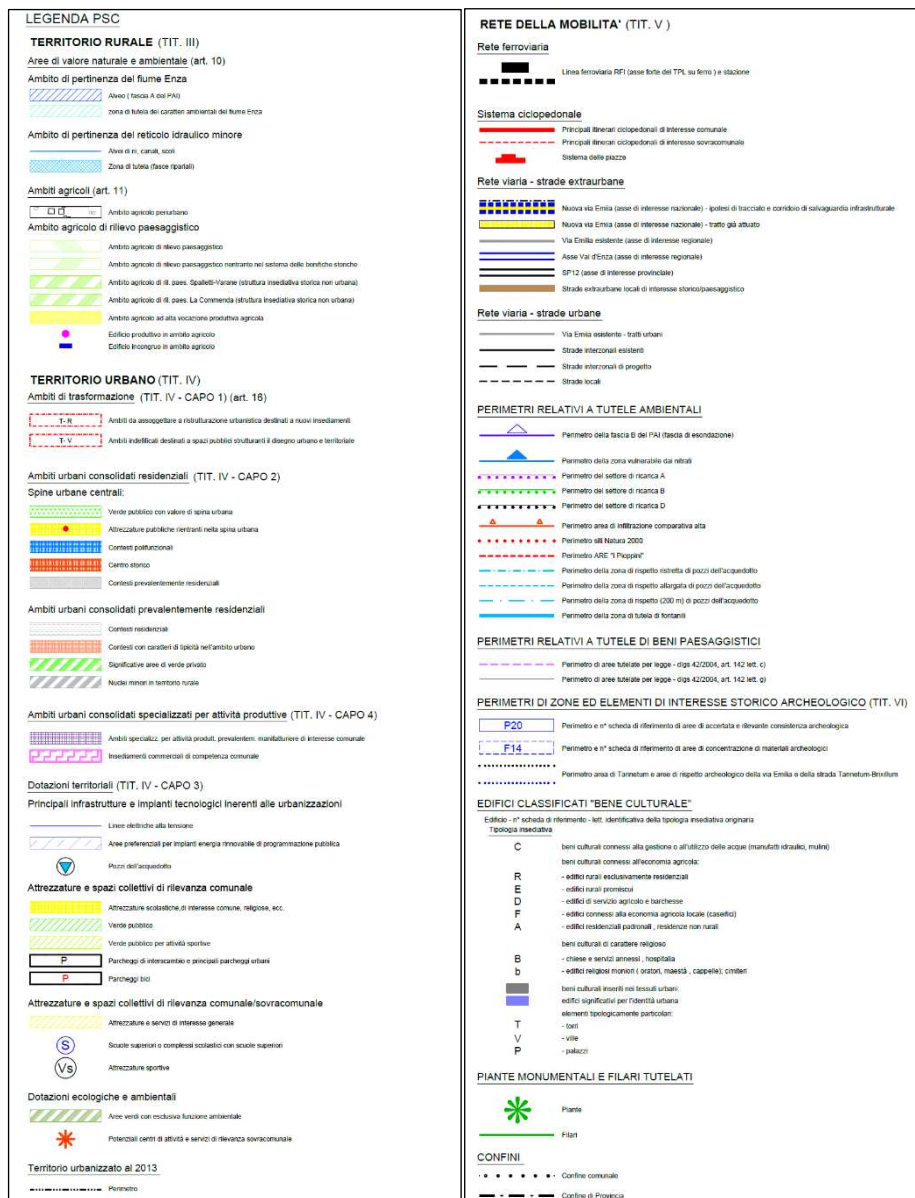 LEGENDA PSC
TERRITORIO RURALE (TIT. III)
Aree di valore naturale e ambientale (art. 10)
Ambito di pertinenza del fiume Enza
Alveo ( fascia A del PAI)
zona di tutela dei caratteri ambientali del fiume Enza
Ambito di pertinenza del reticolo idraulico minore
Alvei di rii, canali, scoli
Zona di tutela (fasce ripariali)
Ambiti agricoli (art. 11)
Ambito agricolo periurbano
Ambito agricolo di rilievo paesaggistico
Ambito agricolo di rilievo paesaggistico
Ambito agricolo di rilievo paesaggistico rientranto nel sistema delle bonifiche storiche
Ambito agricolo di ril. paes. Spalletti-Varane (struttura insediativa storica non urbana)
Ambito agricolo di ril. paes. La Commenda (struttura insediativa storica non urbana)
Ambito agricolo ad alta vocazione produttiva agricola
Edificio produttivo in ambito agricolo
Edificio incongruo in ambito agricolo
TERRITORIO URBANO (TIT. IV)
Ambiti di trasformazione (TIT. IV - CAPO 1) (art. 16)
T- R Ambiti da assoggettare a ristrutturazione urbanistica destinati a nuovi insediamenti
T- V Ambiti indefificati destinati a spazi pubblici strutturanti il disegno urbano e territoriale
Ambiti urbani consolidati residenziali (TIT. IV - CAPO 2)
Spine urbane centrali:
Verde pubblico con valore di spina urbana
Attrezzature pubbliche rientranti nella spina urbana
Contesti polifunzionali
Centro storico
Contesti prevalentemente residenziali
Ambiti urbani consolidati prevalentemente residenziali
Contesti residenziali
Contesti con caratteri di tipicità nell'ambito urbano
Significative aree di verde privato
Nuclei minori in territorio rurale
Ambiti urbani consolidati specializzati per attività produttive (TIT. IV - CAPO 4)
Ambiti specializz. per attività produt. prevalentem. manifatturiere di interesse comunale
Insediamenti commerciali di competenza comunale
Dotazioni territoriali (TIT. IV - CAPO 3)
Principali infrastrutture e impianti tecnologici inerenti alle urbanizzazioni
Linee elettriche alta tensione
Aree preferenziali per impianti energia rinnovabile di programmazione pubblica
Pozzi dell'acquedotto
Attrezzature e spazi collettivi di rilevanza comunale
Attrezzature scolastiche,di interesse comune, religiose, ecc.
Verde pubblico
Verde pubblico per attività sportive
P Parcheggi di interscambio e principali parcheggi urbani
P Parcheggi bici
Attrezzature e spazi collettivi di rilevanza comunale/sovracomunale
Attrezzature e servizi di interesse generale
S Scuole superiori o complessi scolastici con scuole superiori
Vs Attrezzature sportive
Dotazioni ecologiche e ambientali
Aree verdi con esclusiva funzione ambientale
Potenziali centri di attività e servizi di rilevanza sovracomunale
Territorio urbanizzato al 2013
Perimetro
RETE DELLA MOBILITA' (TIT. V )
Rete ferroviaria
Linea ferroviaria RFI (asse forte del TPL su ferro ) e stazione
Sistema ciclopedonale
Principali itinerari ciclopedonali di interesse comunale
Principali itinerari ciclopedonali di interesse sovracomunale
Sistema delle piazze
Rete viaria - strade extraurbane
Nuova via Emiia (asse di interesse nazionale) - ipotesi di tracciato e corridoio di salvaguardia infrastrutturale
Nuova via Emiia (asse di interesse nazionale) - tratto già attuato
Via Emilia esistente (asse di interesse regionale)
Asse Val d'Enza (asse di interesse regionale)
SP12 (asse di interesse provinciale)
Strade extraurbane locali di interesse storico/paesaggistico
Rete viaria - strade urbane
Via Emiia esistente - tratti urbani
Strade interzonali esistenti
Strade interzonali di progetto
Strade locali
PERIMETRI RELATIVI A TUTELE AMBIENTALI
Perimetro della fascia B del PAI (fascia di esondazione)
Perimetro della zona vulnerabile dai nitrati
Perimetro del settore di ricarica A
Perimetro del settore di ricarica B
Perimetro del settore di ricarica D
Perimetro area di infiltrazione comparativa alta
Perimetro siti Natura 2000
Perimetro ARE "I Pioppini"
Perimetro della zona di rispetto ristretta di pozzi dell'acquedotto
Perimetro della zona di rispetto allargata di pozzi dell'acquedotto
Perimetro della zona di rispetto (200 m) di pozzi dell'acquedotto
Perimetro della zona di tutela di fontanili
PERIMETRI RELATIVI A TUTELE DI BENI PAESAGGISTICI
Perimetro di aree tutelate per legge - dlgs 42/2004, art. 142 lett. c)
Perimetro di aree tutelate per legge - dlgs 42/2004, art. 142 lett. g)
PERIMETRI DI ZONE ED ELEMENTI DI INTERESSE STORICO ARCHEOLOGICO (TIT. VI)
P20 Perimetro e n° scheda di riferimento di aree di accertata e rilevante consistenza archeologica
F14 Perimetro e n° scheda di riferimento di aree di concentrazione di materiali archeologici
Perimetro area di Tannetum e aree di rispetto archeologico della via Emilia e della strada Tannetum-Brixillum
EDIFICI CLASSIFICATI "BENE CULTURALE"
Edificio - n° scheda di riferimento - lett. identificativa della tipologia insediativa originaria
Tipologia insediativa
C beni culturali connessi alla gestione o all'utilizzo delle acque (manufatti idraulici, mulini)
beni culturali connessi all'economia agricola:
R - edifici rurali esclusivamente residenziali
E - edifici rurali promiscui
D - edifici di servizio agricolo e barchesse
F - edifici connessi alla economia agricola locale (caseifici)
A - edifici residenziali padronali , residenze non rurali
beni culturali di carattere religioso
B - chiese e servizi annessi , hospitalia
b - edifici religiosi moniori ( oratori, maestà , cappelle); cimiteri
beni culturali inseriti nei tessuti urbani:
edifici significativi per l'identità urbana
elementi tipologicamente particolari:
T - torri
V - ville
P - palazzi
PIANTE MONUMENTALI E FILARI TUTELATI
Piante
Filari
CONFINI
Confine comunale
Confine di Provincia